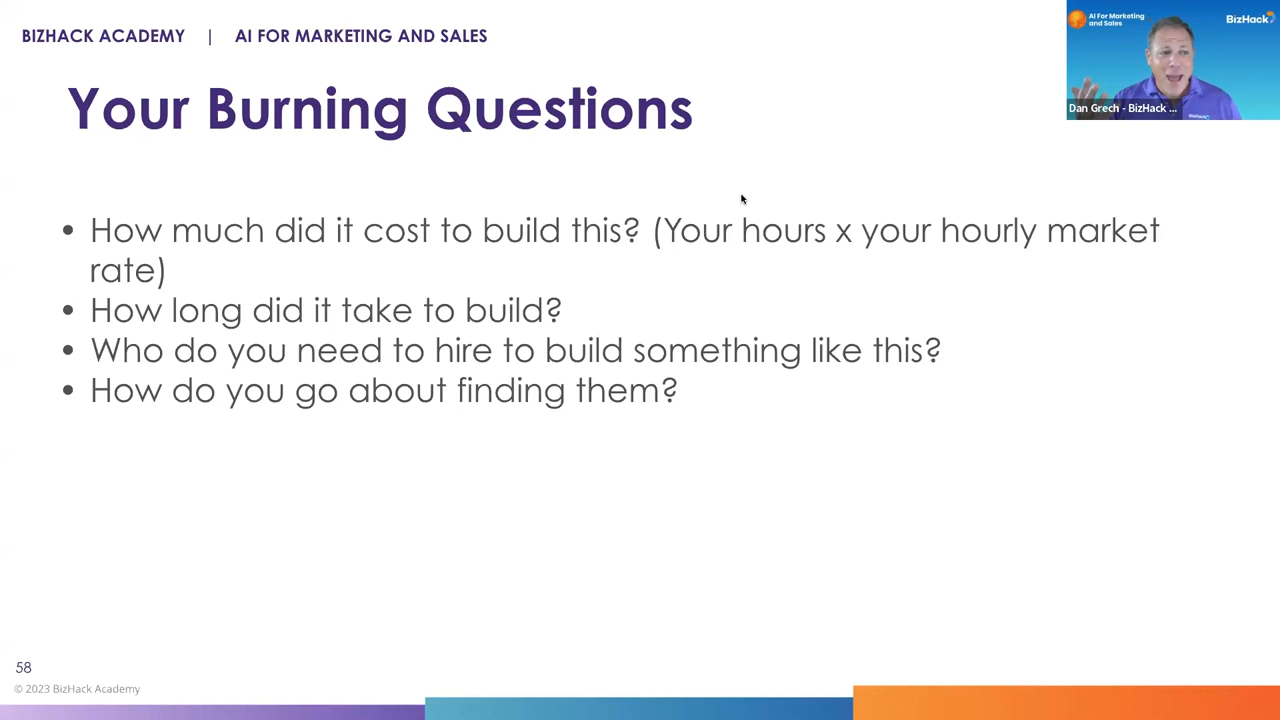 BIZHACK ACADEMY | AI FOR MARKETING AND SALES
AI For Marketing
and Sales
BizHack
Your Burning Questions
Dan Grech - BizHack ...
BizHack
• How much did it cost to build this? (Your hours x your hourly market
rate)
• How long did it take to build?
• Who do you need to hire to build something like this?
• How do you go about finding them?
58
© 2023 BizHack Academy